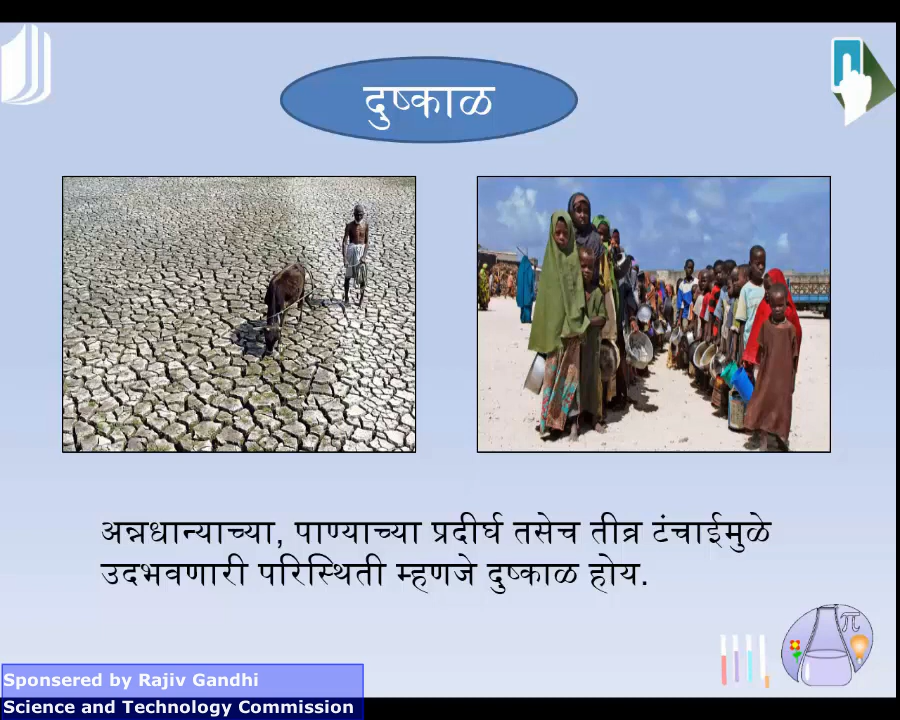 दुष्काळ
अन्नधान्याच्या, पाण्याच्या प्रदीर्घ तसेच तीव्र टंचाईमुळे
उदभवणारी परिस्थिती म्हणजे दुष्काळ होय.
π
Sponsered by Rajiv Gandhi
Science and Technology Commission